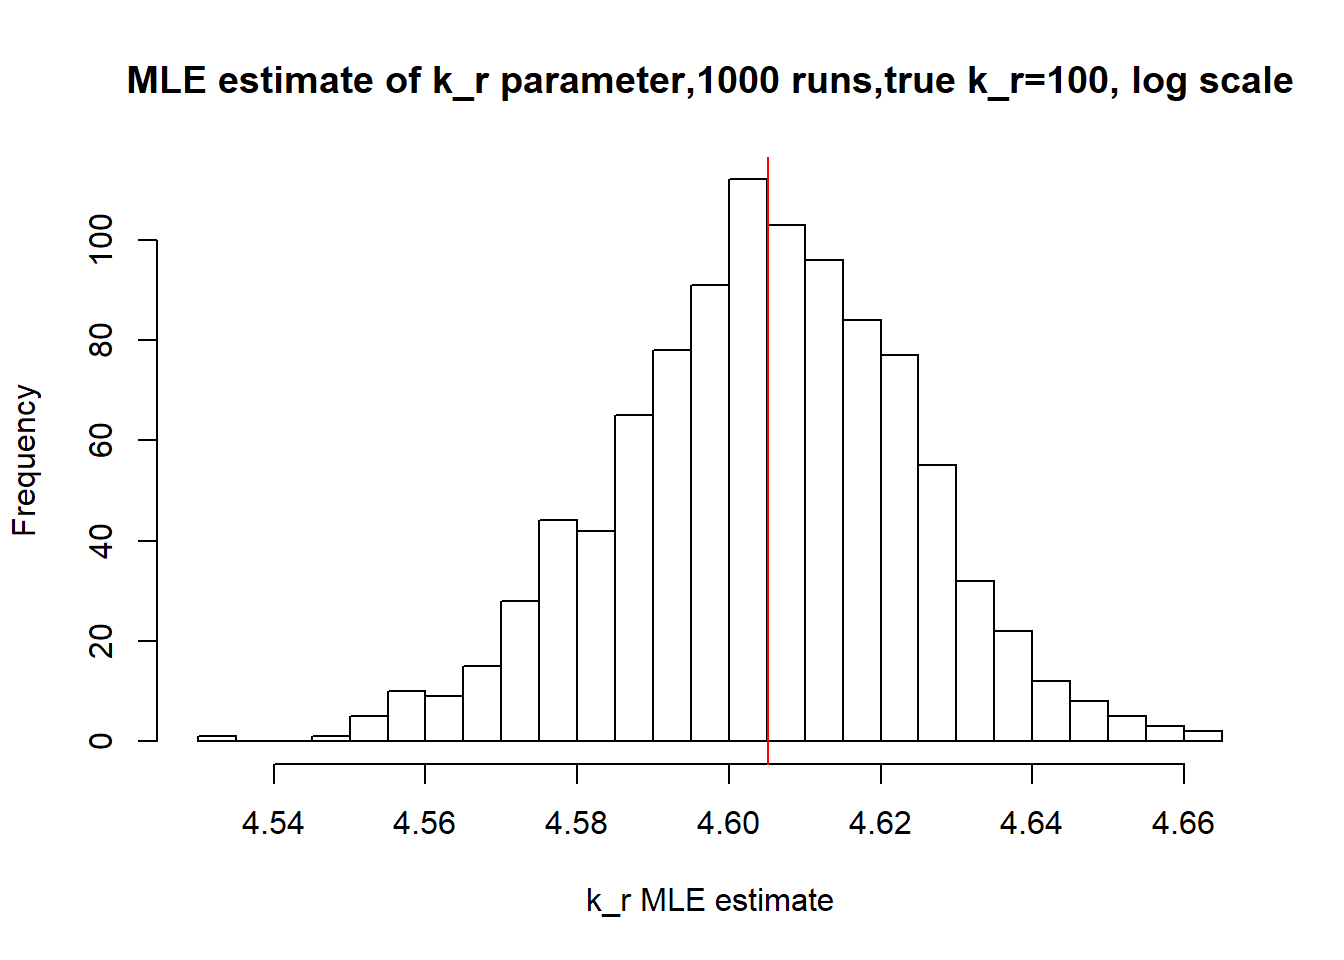 MLE estimate of k_r parameter,1000 runs,true k_r=100, log scale
Frequency
100
80
60
40
20
0
4.54 4.56 4.58 4.60 4.62 4.64 4.66
k_r MLE estimate